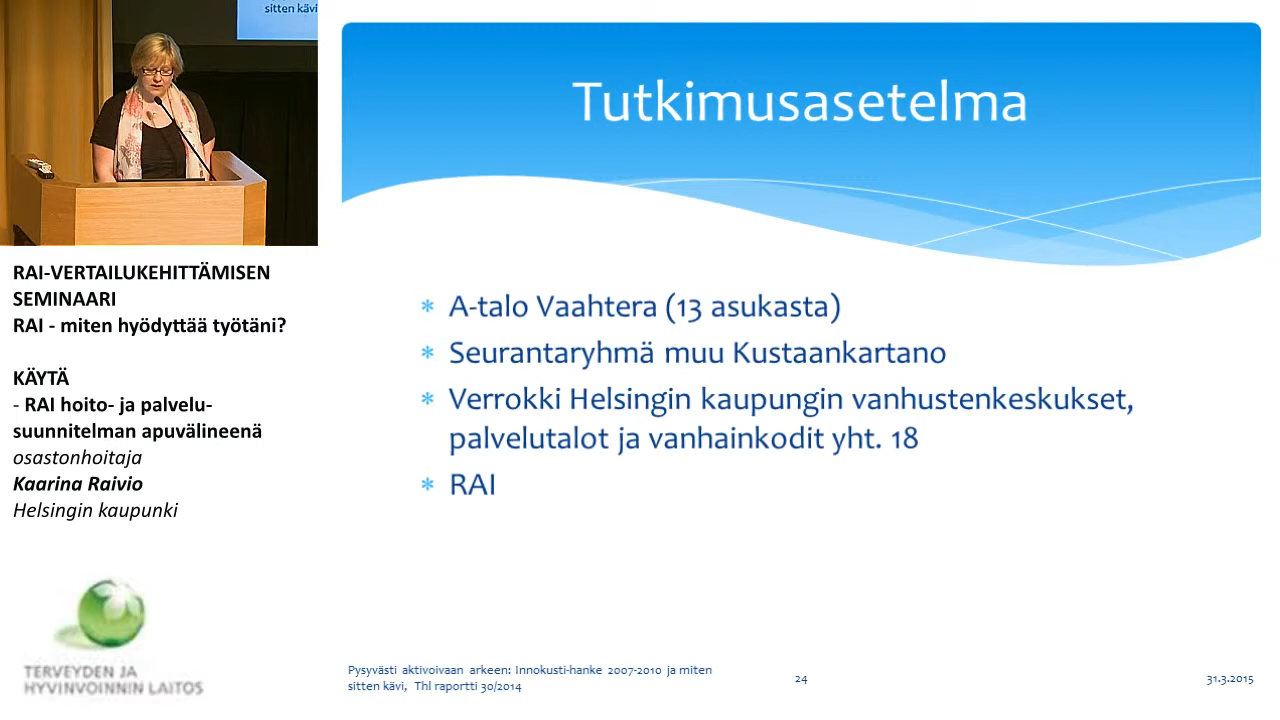 sitten kävi
Tutkimusasetelma
RAI-VERTAILUKEHITTÄMISEN
SEMINAARI
RAI - miten hyödyttää työtäni?
KÄYTÄ
- RAI hoito- ja palvelu-
suunnitelman apuvälineenä
osastonhoitaja
Kaarina Raivio
Helsingin kaupunki
* A-talo Vaahtera (13 asukasta)
* Seurantaryhmä muu Kustaankartano
* Verrokki Helsingin kaupungin vanhustenkeskukset,
palvelutalot ja vanhainkodit yht. 18
* RAI
TERVEYDEN JA
HYVINVOINNIN LAITOS
Pysyvästi aktivoivaan arkeen: Innokusti-hanke 2007-2010 ja miten
sitten kävi, Thl raportti 30/2014
24
31.3.2015